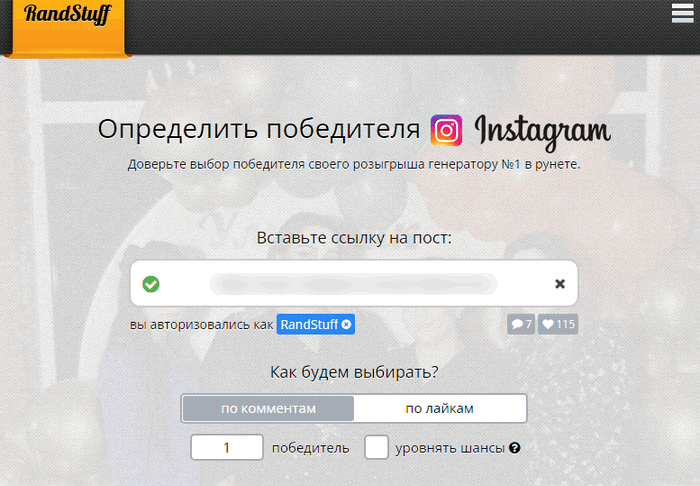 RandStuff
Определить победителя Instagram
Доверьте выбор победителя своего розыгрыша генератору №1 в рунете.
Вставьте ссылку на пост:
вы авторизовались как RandStuff 7 115
Как будем выбирать?
по комментам по лайкам
1 победитель уровнять шансы